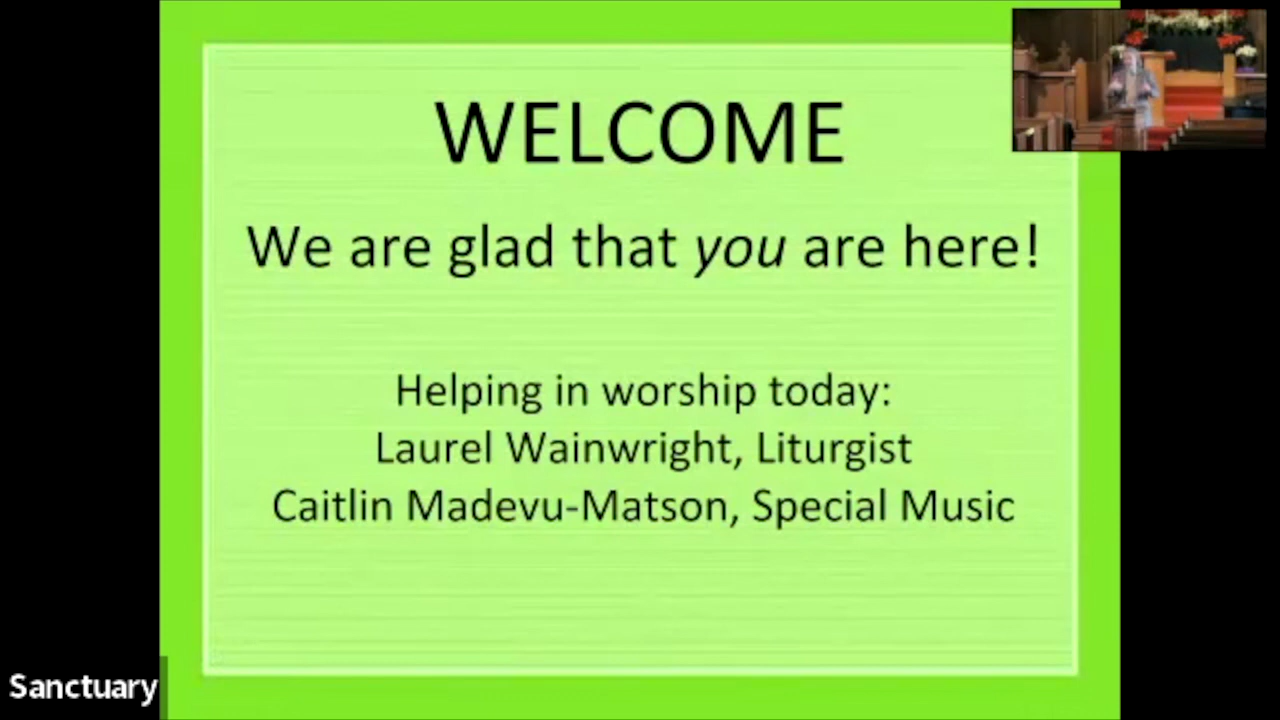 WELCOME
We are glad that you are here!
Helping in worship today:
Laurel Wainwright, Liturgist
Caitlin Madevu-Matson, Special Music
Sanctuary